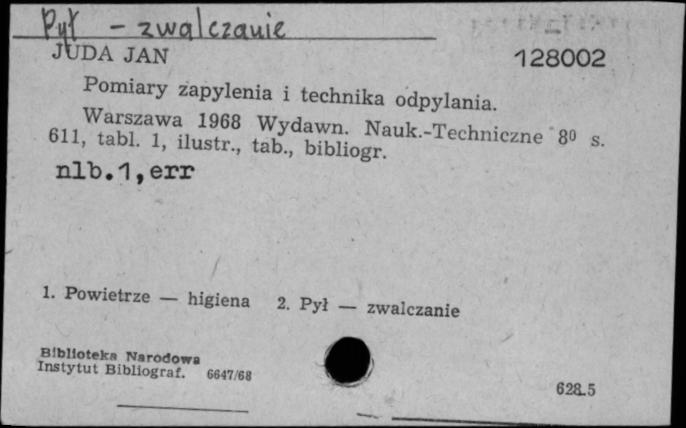 Pył - zwalczanie
JUDA JAN 128002
Pomiary zapylenia i technika odpylania.
Warszawa 1968 Wydawn. Nauk.-Techniczne 8⁰ s.
611, tabl. 1, ilustr., tab., bibliogr.
nlb.1,err
1. Powietrze — higiena 2. Pył — zwalczanie
Biblioteka Narodowa
Instytut Bibliograf. 6647/68
628.5